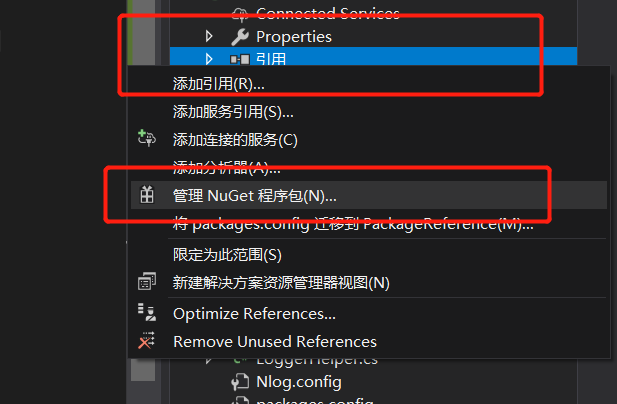 Connected Services
Properties
引用
添加引用(R)...
添加服务引用(S)...
添加连接的服务(C)
添加分析器(A)...
管理 NuGet 程序包(N)...
将 packages.config 迁移到 PackageReference(M)...
限定为此范围(S)
新建解决方案资源管理器视图(N)
Optimize References...
Remove Unused References
LoggerHelper.cs
Nlog.config
packages.config